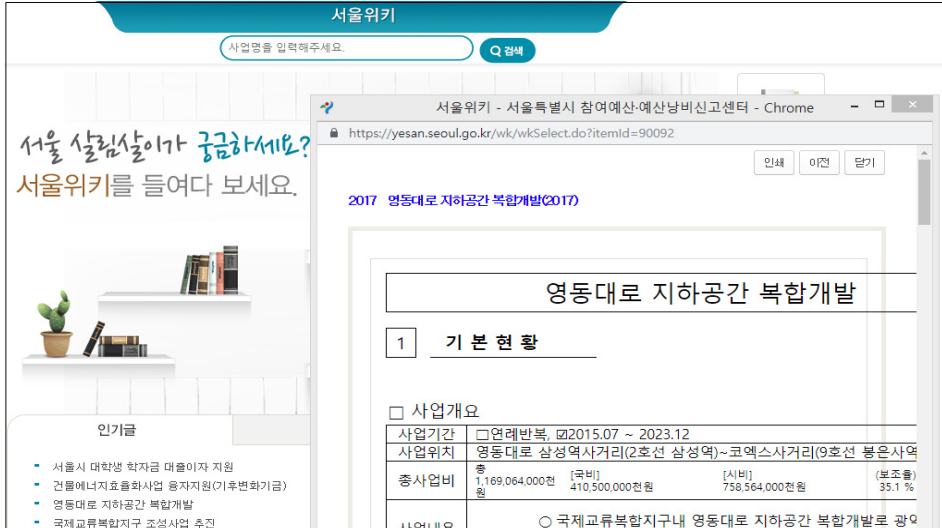 서울위키
사업명을 입력해주세요.
검색
서울 살림살이가 궁금하세요?
서울위키를 들여다 보세요.
인기글
서울시 대학생 학자금 대출이자 지원
건물에너지효율화사업 융자지원(기후변화기금)
영동대로 지하공간 복합개발
국제교류복합지구 조성사업 추진
서울위키 - 서울특별시 참여예산·예산낭비신고센터 - Chrome
https://yesan.seoul.go.kr/wk/wkSelect.do?itemId=90092
인쇄 이전 닫기
2017 영동대로 지하공간 복합개발(2017)
영동대로 지하공간 복합개발
1 기 본 현 황
□ 사업개요
사업기간 □연례반복, ☑2015.07 ~ 2023.12
사업위치 영동대로 삼성역사거리(2호선 삼성역)~코엑스사거리(9호선 봉은사역
총사업비 총 1,169,064,000천원 [국비] 410,500,000천원 [시비] 758,564,000천원 (보조율) 35.1 %
사업내용 ○ 국제교류복합지구내 영동대로 지하공간 복합개발로 광역